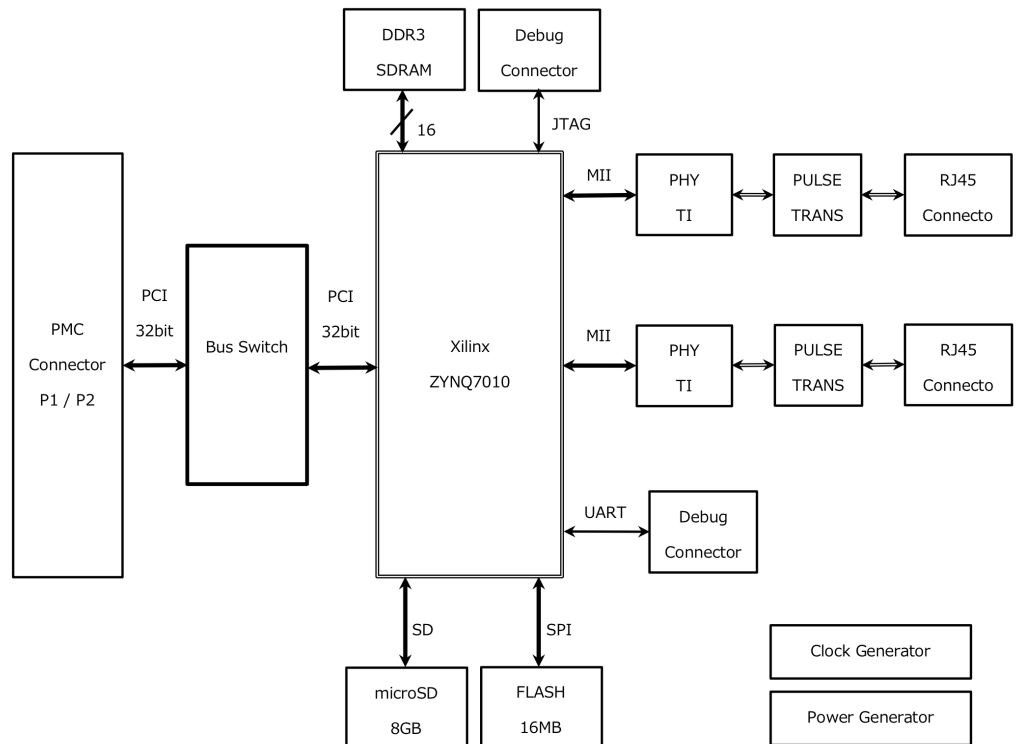 DDR3
SDRAM
Debug
Connector
16
JTAG
MII
PHY
TI
PULSE
TRANS
RJ45
Connecto
PCI
32bit
PCI
32bit
PMC
Connector
P1 / P2
Bus Switch
Xilinx
ZYNQ7010
MII
PHY
TI
PULSE
TRANS
RJ45
Connecto
UART
Debug
Connector
SD
SPI
microSD
8GB
FLASH
16MB
Clock Generator
Power Generator